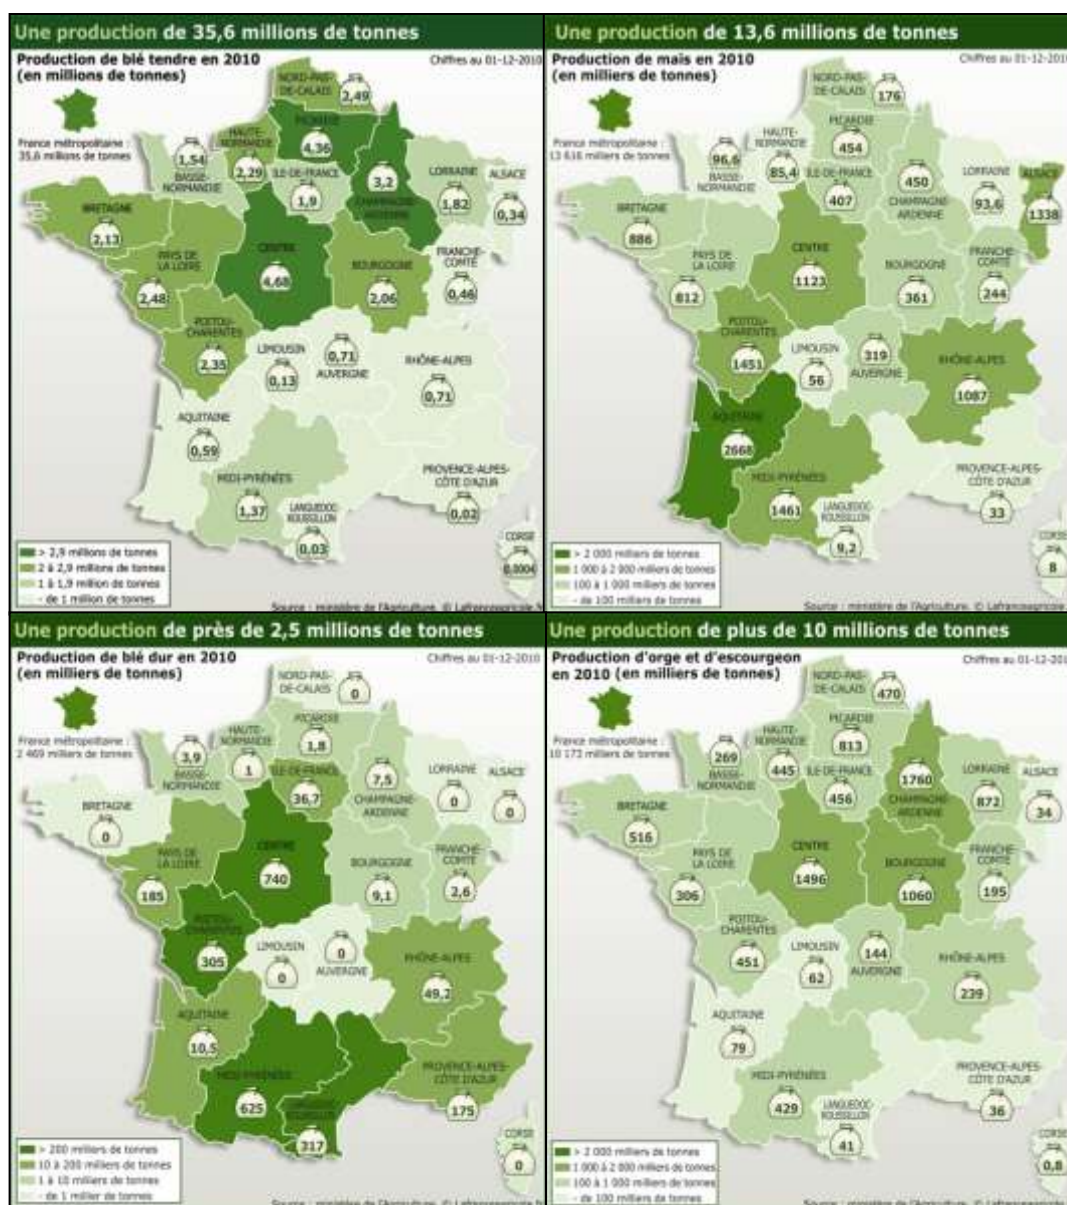 Une production de 35,6 millions de tonnes
Production de blé tendre en 2010
(en millions de tonnes)
Chiffres au 01-12-2010
France métropolitaine :
35,6 millions de tonnes
NORD-PAS-
DE-CALAIS
2,49
PICARDIE
4,36
HAUTE-
NORMANDIE
2,29
1,54
BASSE-
NORMANDIE
ILE-DE-FRANCE
1,9
3,2
CHAMPAGNE-
ARDENNE
LORRAINE
1,82
ALSACE
0,34
BRETAGNE
2,13
PAYS DE
LA LOIRE
2,48
CENTRE
4,68
BOURGOGNE
2,06
FRANCHE-
COMTÉ
0,46
POITOU-
CHARENTES
2,35
LIMOUSIN
0,13
0,71
AUVERGNE
RHÔNE-ALPES
0,71
AQUITAINE
0,59
MIDI-PYRÉNÉES
1,37
LANGUEDOC-
ROUSSILLON
0,03
PROVENCE-ALPES-
CÔTE D'AZUR
0,02
CORSE
0,0004
> 2,9 millions de tonnes
2 à 2,9 millions de tonnes
1 à 1,9 million de tonnes
- de 1 million de tonnes
Source : ministère de l'Agriculture. © Lafranceagricole.fr
Une production de 13,6 millions de tonnes
Production de maïs en 2010
(en milliers de tonnes)
Chiffres au 01-12-2010
France métropolitaine :
13 616 milliers de tonnes
NORD-PAS-
DE-CALAIS
176
PICARDIE
454
HAUTE-
NORMANDIE
85,4
96,6
BASSE-
NORMANDIE
ILE-DE-FRANCE
407
450
CHAMPAGNE-
ARDENNE
LORRAINE
93,6
ALSACE
1338
BRETAGNE
886
PAYS DE
LA LOIRE
812
CENTRE
1123
BOURGOGNE
361
FRANCHE-
COMTÉ
244
POITOU-
CHARENTES
1451
LIMOUSIN
56
319
AUVERGNE
RHÔNE-ALPES
1087
AQUITAINE
2668
MIDI-PYRÉNÉES
1461
LANGUEDOC-
ROUSSILLON
9,2
PROVENCE-ALPES-
CÔTE D'AZUR
33
CORSE
8
> 2 000 milliers de tonnes
1 000 à 2 000 milliers de tonnes
100 à 1 000 milliers de tonnes
- de 100 milliers de tonnes
Source : ministère de l'Agriculture. © Lafranceagricole
Une production de près de 2,5 millions de tonnes
Production de blé dur en 2010
(en milliers de tonnes)
Chiffres au 01-12-2010
France métropolitaine :
2 469 milliers de tonnes
NORD-PAS-
DE-CALAIS
0
PICARDIE
1,8
HAUTE-
NORMANDIE
1
3,9
BASSE-
NORMANDIE
ILE-DE-FRANCE
36,7
7,5
CHAMPAGNE-
ARDENNE
LORRAINE
0
ALSACE
0
BRETAGNE
0
PAYS DE
LA LOIRE
185
CENTRE
740
BOURGOGNE
9,1
FRANCHE-
COMTÉ
2,6
POITOU-
CHARENTES
305
LIMOUSIN
0
0
AUVERGNE
RHÔNE-ALPES
49,2
AQUITAINE
10,5
MIDI-PYRÉNÉES
625
LANGUEDOC-
ROUSSILLON
317
PROVENCE-ALPES-
CÔTE D'AZUR
175
CORSE
0
> 200 milliers de tonnes
10 à 200 milliers de tonnes
1 à 10 milliers de tonnes
- de 1 millier de tonnes
Une production de plus de 10 millions de tonnes
Production d'orge et d'escourgeon
en 2010 (en milliers de tonnes)
Chiffres au 01-12-201
France métropolitaine :
10 172 milliers de tonnes
NORD-PAS-
DE-CALAIS
470
PICARDIE
813
HAUTE-
NORMANDIE
445
269
BASSE-
NORMANDIE
ILE-DE-FRANCE
456
1760
CHAMPAGNE-
ARDENNE
LORRAINE
872
ALSACE
34
BRETAGNE
516
PAYS DE
LA LOIRE
306
CENTRE
1496
BOURGOGNE
1060
FRANCHE-
COMTÉ
195
POITOU-
CHARENTES
451
LIMOUSIN
62
144
AUVERGNE
RHÔNE-ALPES
239
AQUITAINE
79
MIDI-PYRÉNÉES
429
LANGUEDOC-
ROUSSILLON
41
PROVENCE-ALPES-
CÔTE D'AZUR
36
CORSE
0,8
> 2 000 milliers de tonnes
1 000 à 2 000 milliers de tonnes
100 à 1 000 milliers de tonnes
- de 100 milliers de tonnes